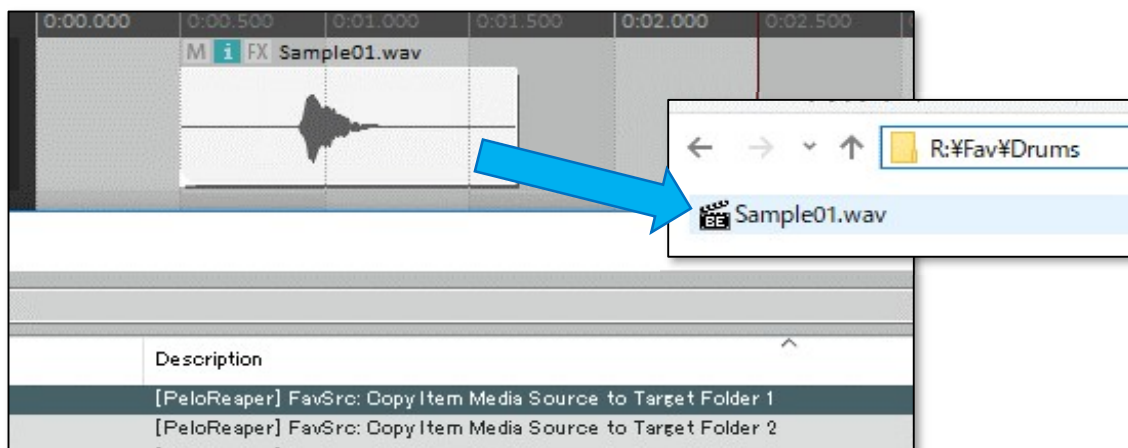 0:00.000 0:00.500 0:01.000 0:01.500 0:02.000 0:02.500
M i FX Sample01.wav
R:¥Fav¥Drums
BE Sample01.wav
Description
[PeloReaper] FavSrc: Copy Item Media Source to Target Folder 1
[PeloReaper] FavSrc: Copy Item Media Source to Target Folder 2